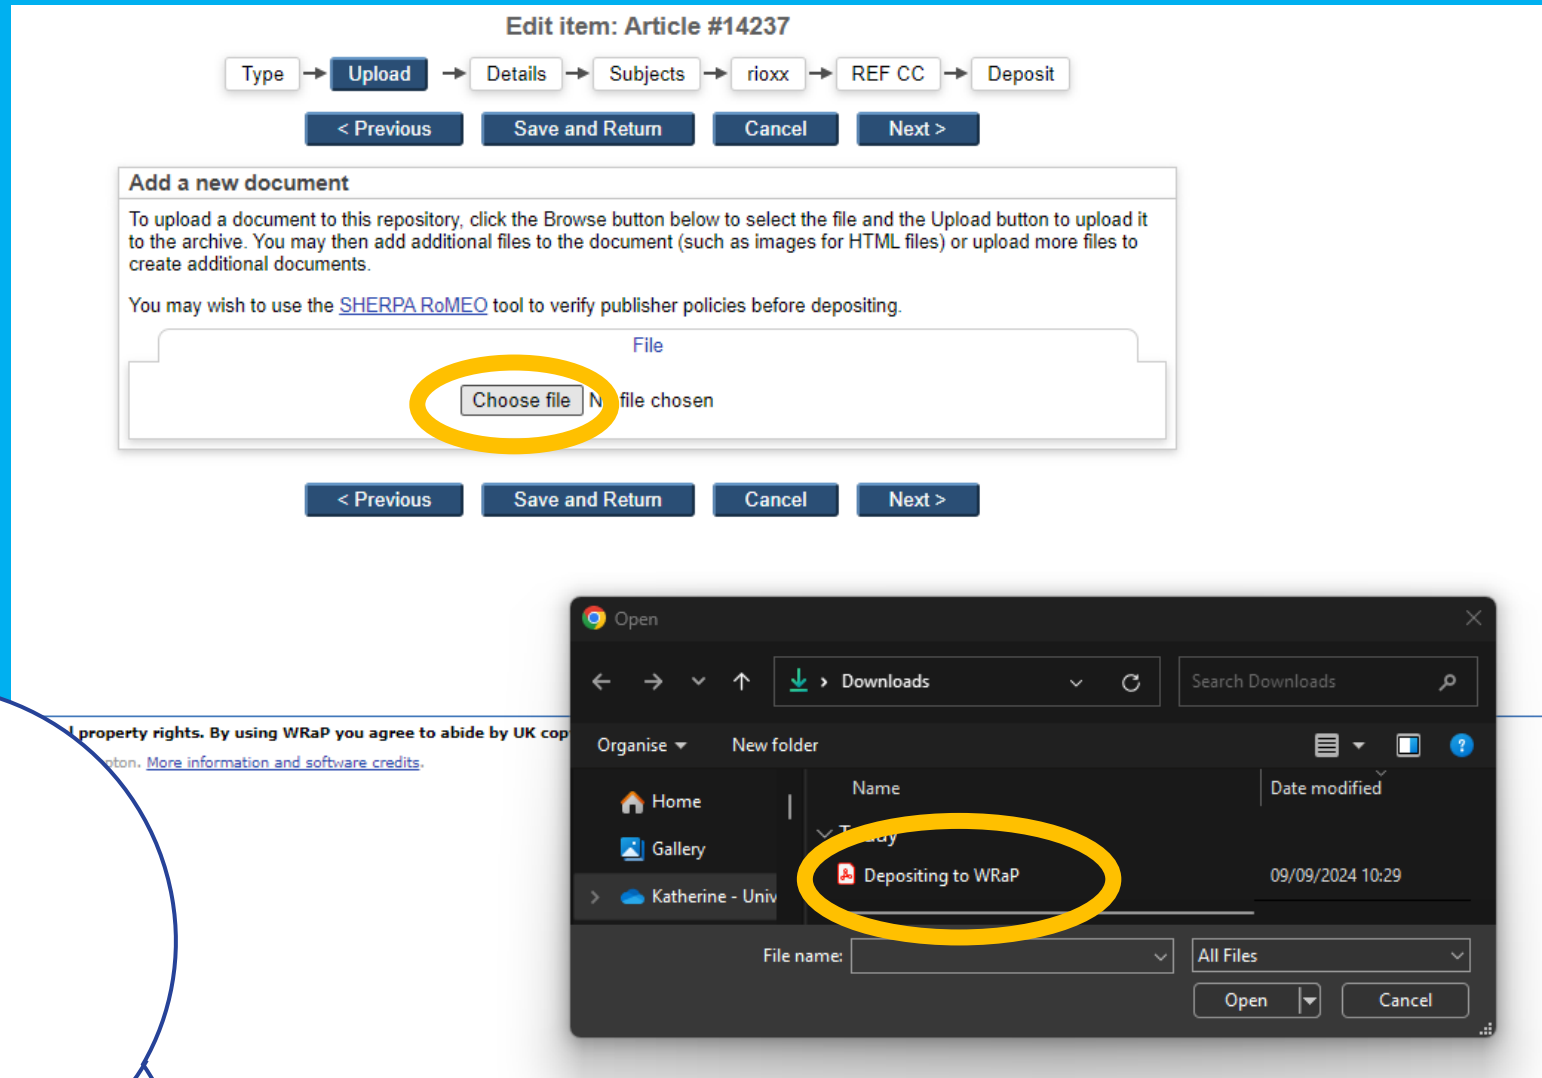 Edit item: Article #14237
Type Upload Details Subjects rioxx REF CC Deposit
< Previous Save and Return Cancel Next >
Add a new document
To upload a document to this repository, click the Browse button below to select the file and the Upload button to upload it
to the archive. You may then add additional files to the document (such as images for HTML files) or upload more files to
create additional documents.
You may wish to use the SHERPA RoMEO tool to verify publisher policies before depositing.
File
Choose file No file chosen
< Previous Save and Return Cancel Next >
Open
Downloads
Search Downloads
property rights. By using WRaP you agree to abide by UK
More information and software credits.
Organise New folder
Name Date modified
Home
Today
Gallery
Depositing to WRaP 09/09/2024 10:29
Katherine - Univ
File name: All Files
Open Cancel